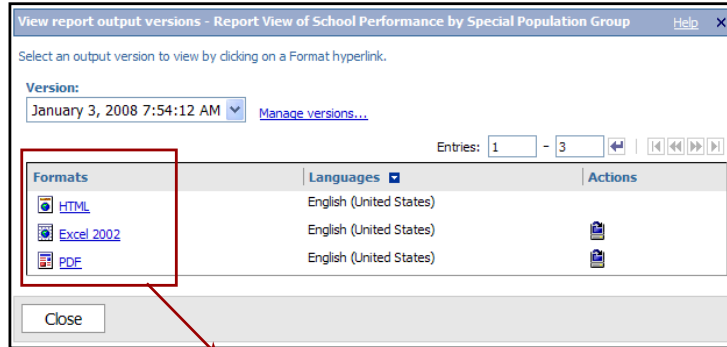 View report output versions - Report View of School Performance by Special Population Group Help
Select an output version to view by clicking on a Format hyperlink.
Version:
January 3, 2008 7:54:12 AM Manage versions...
Entries: 1 - 3
Formats Languages Actions
HTML English (United States)
Excel 2002 English (United States)
PDF English (United States)
Close